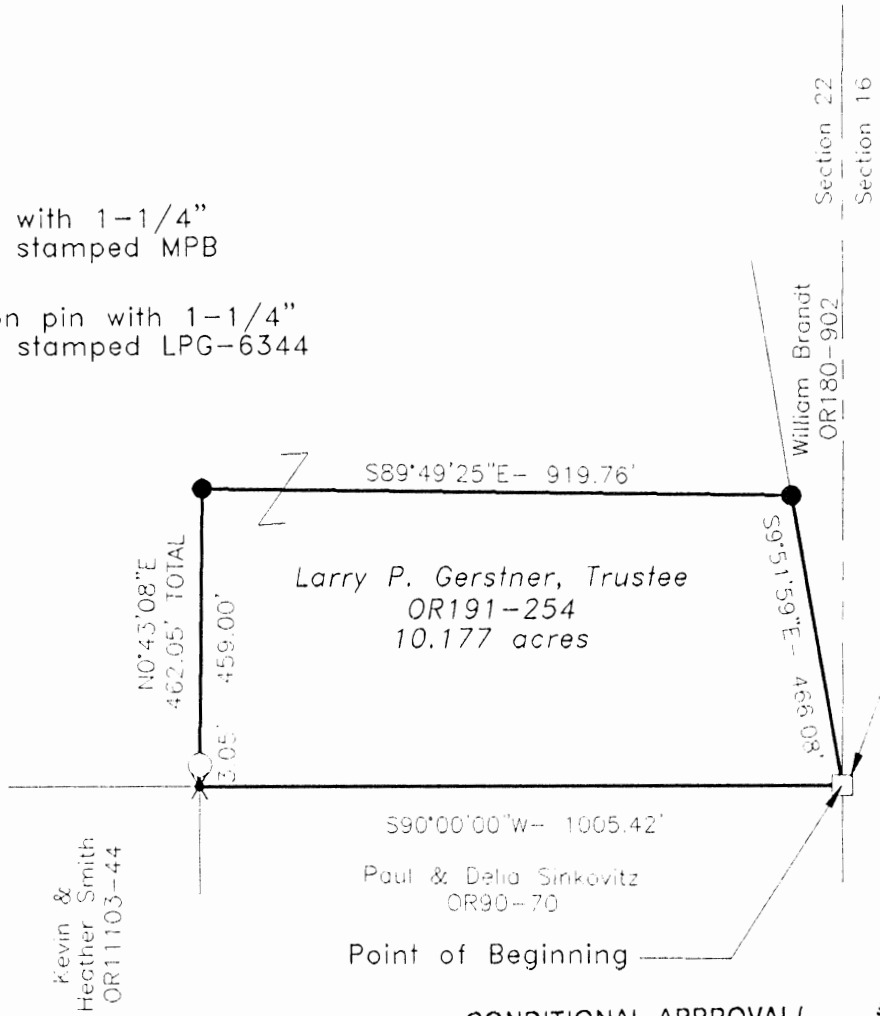 with 1-1/4"
stamped MPB
n pin with 1-1/4"
stamped LPG-6344
Section 22
Section 16
William Brandt
OR180-902
S89°49'25"E- 919.76'
N0°43'08"E
462.05' TOTAL
459.00'
3.05'
Larry P. Gerstner, Trustee
OR191-254
10.177 acres
S9°51'59"E- 466.08'
S90°00'00"W- 1005.42'
Paul & Delia Sinkovitz
OR90-70
Kevin &
Heather Smith
OR11103-44
Point of Beginning
CONDITIONAL APPROVAL/